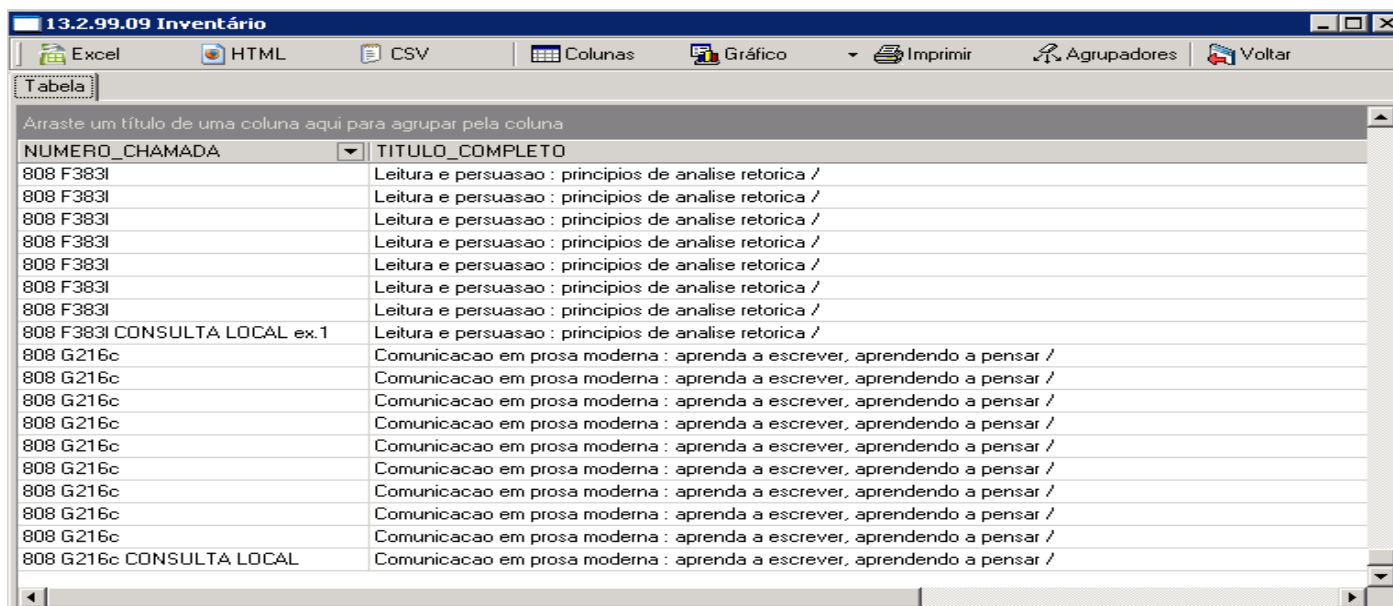 13.2.99.09 Inventário
Excel HTML CSV Colunas Gráfico Imprimir Agrupadores Voltar
Tabela
Arraste um título de uma coluna aqui para agrupar pela coluna
NUMERO_CHAMADA TITULO_COMPLETO
808 F383l Leitura e persuasao : principios de analise retorica /
808 F383l Leitura e persuasao : principios de analise retorica /
808 F383l Leitura e persuasao : principios de analise retorica /
808 F383l Leitura e persuasao : principios de analise retorica /
808 F383l Leitura e persuasao : principios de analise retorica /
808 F383l Leitura e persuasao : principios de analise retorica /
808 F383l Leitura e persuasao : principios de analise retorica /
808 F383l CONSULTA LOCAL ex.1 Leitura e persuasao : principios de analise retorica /
808 G216c Comunicacao em prosa moderna : aprenda a escrever, aprendendo a pensar /
808 G216c Comunicacao em prosa moderna : aprenda a escrever, aprendendo a pensar /
808 G216c Comunicacao em prosa moderna : aprenda a escrever, aprendendo a pensar /
808 G216c Comunicacao em prosa moderna : aprenda a escrever, aprendendo a pensar /
808 G216c Comunicacao em prosa moderna : aprenda a escrever, aprendendo a pensar /
808 G216c Comunicacao em prosa moderna : aprenda a escrever, aprendendo a pensar /
808 G216c Comunicacao em prosa moderna : aprenda a escrever, aprendendo a pensar /
808 G216c Comunicacao em prosa moderna : aprenda a escrever, aprendendo a pensar /
808 G216c Comunicacao em prosa moderna : aprenda a escrever, aprendendo a pensar /
808 G216c CONSULTA LOCAL Comunicacao em prosa moderna : aprenda a escrever, aprendendo a pensar /